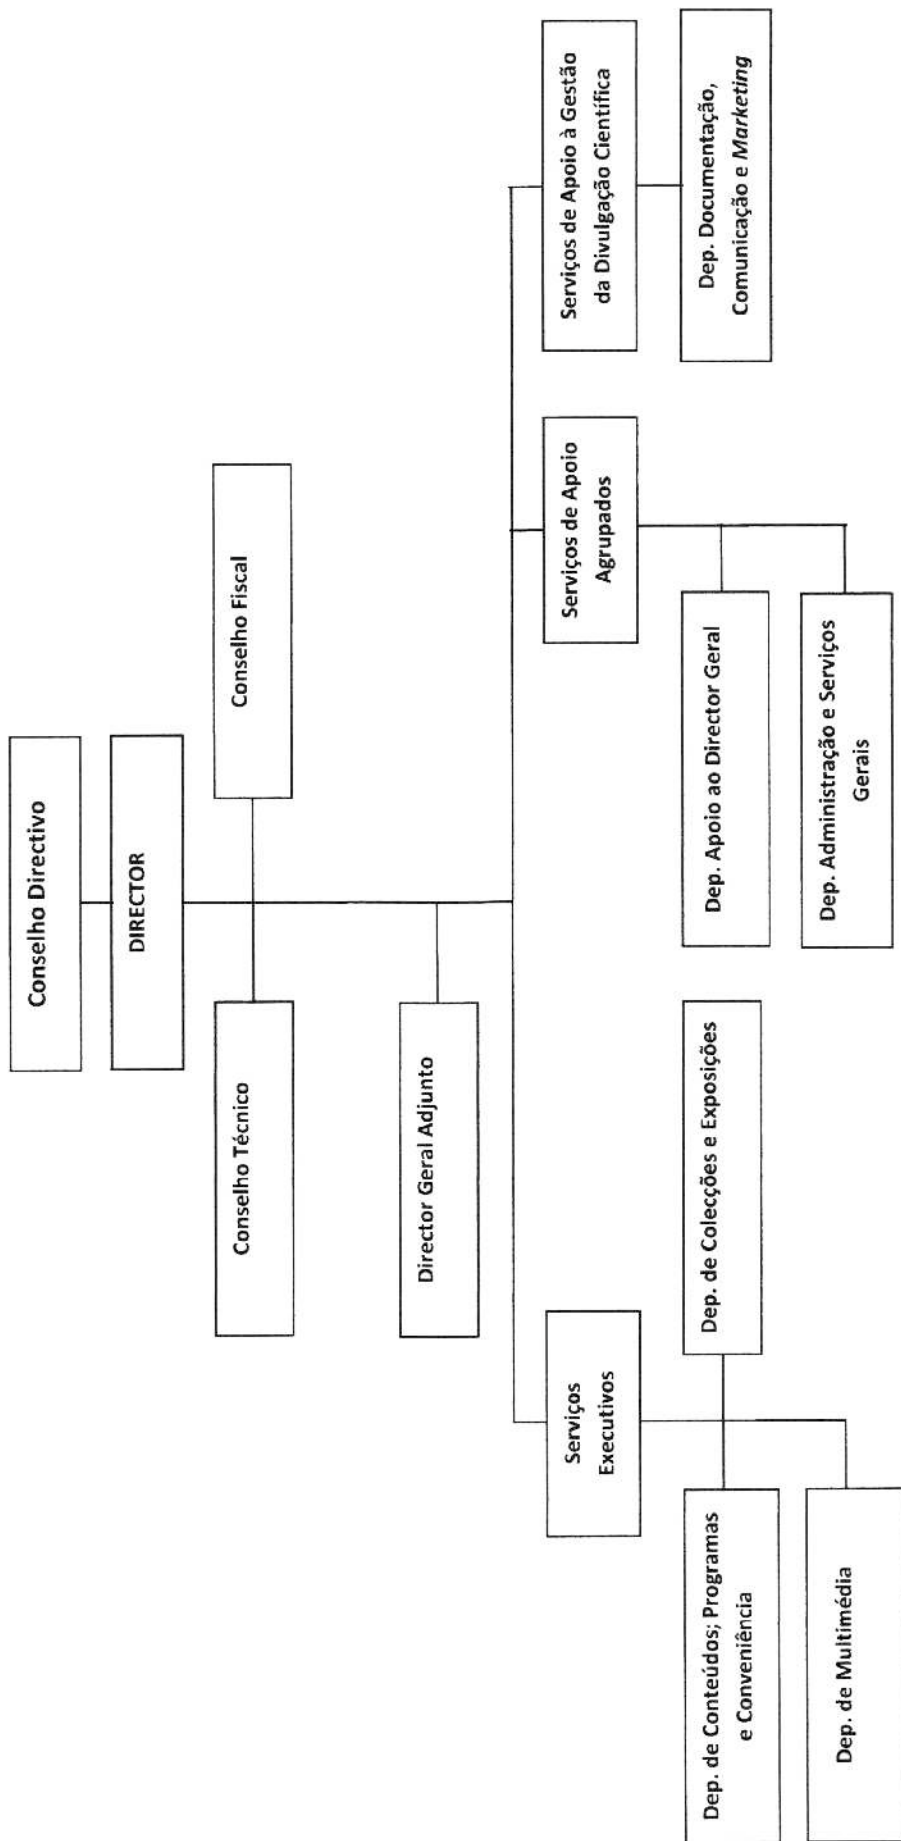 Conselho Directivo
DIRECTOR
Conselho Técnico
Conselho Fiscal
Director Geral Adjunto
Serviços
Executivos
Serviços de Apoio
Agrupados
Serviços de Apoio à Gestão
da Divulgação Científica
Dep. de Conteúdos; Programas
e Conveniência
Dep. de Colecções e Exposições
Dep. Apoio ao Director Geral
Dep. Documentação,
Comunicação e Marketing
Dep. de Multimédia
Dep. Administração e Serviços
Gerais